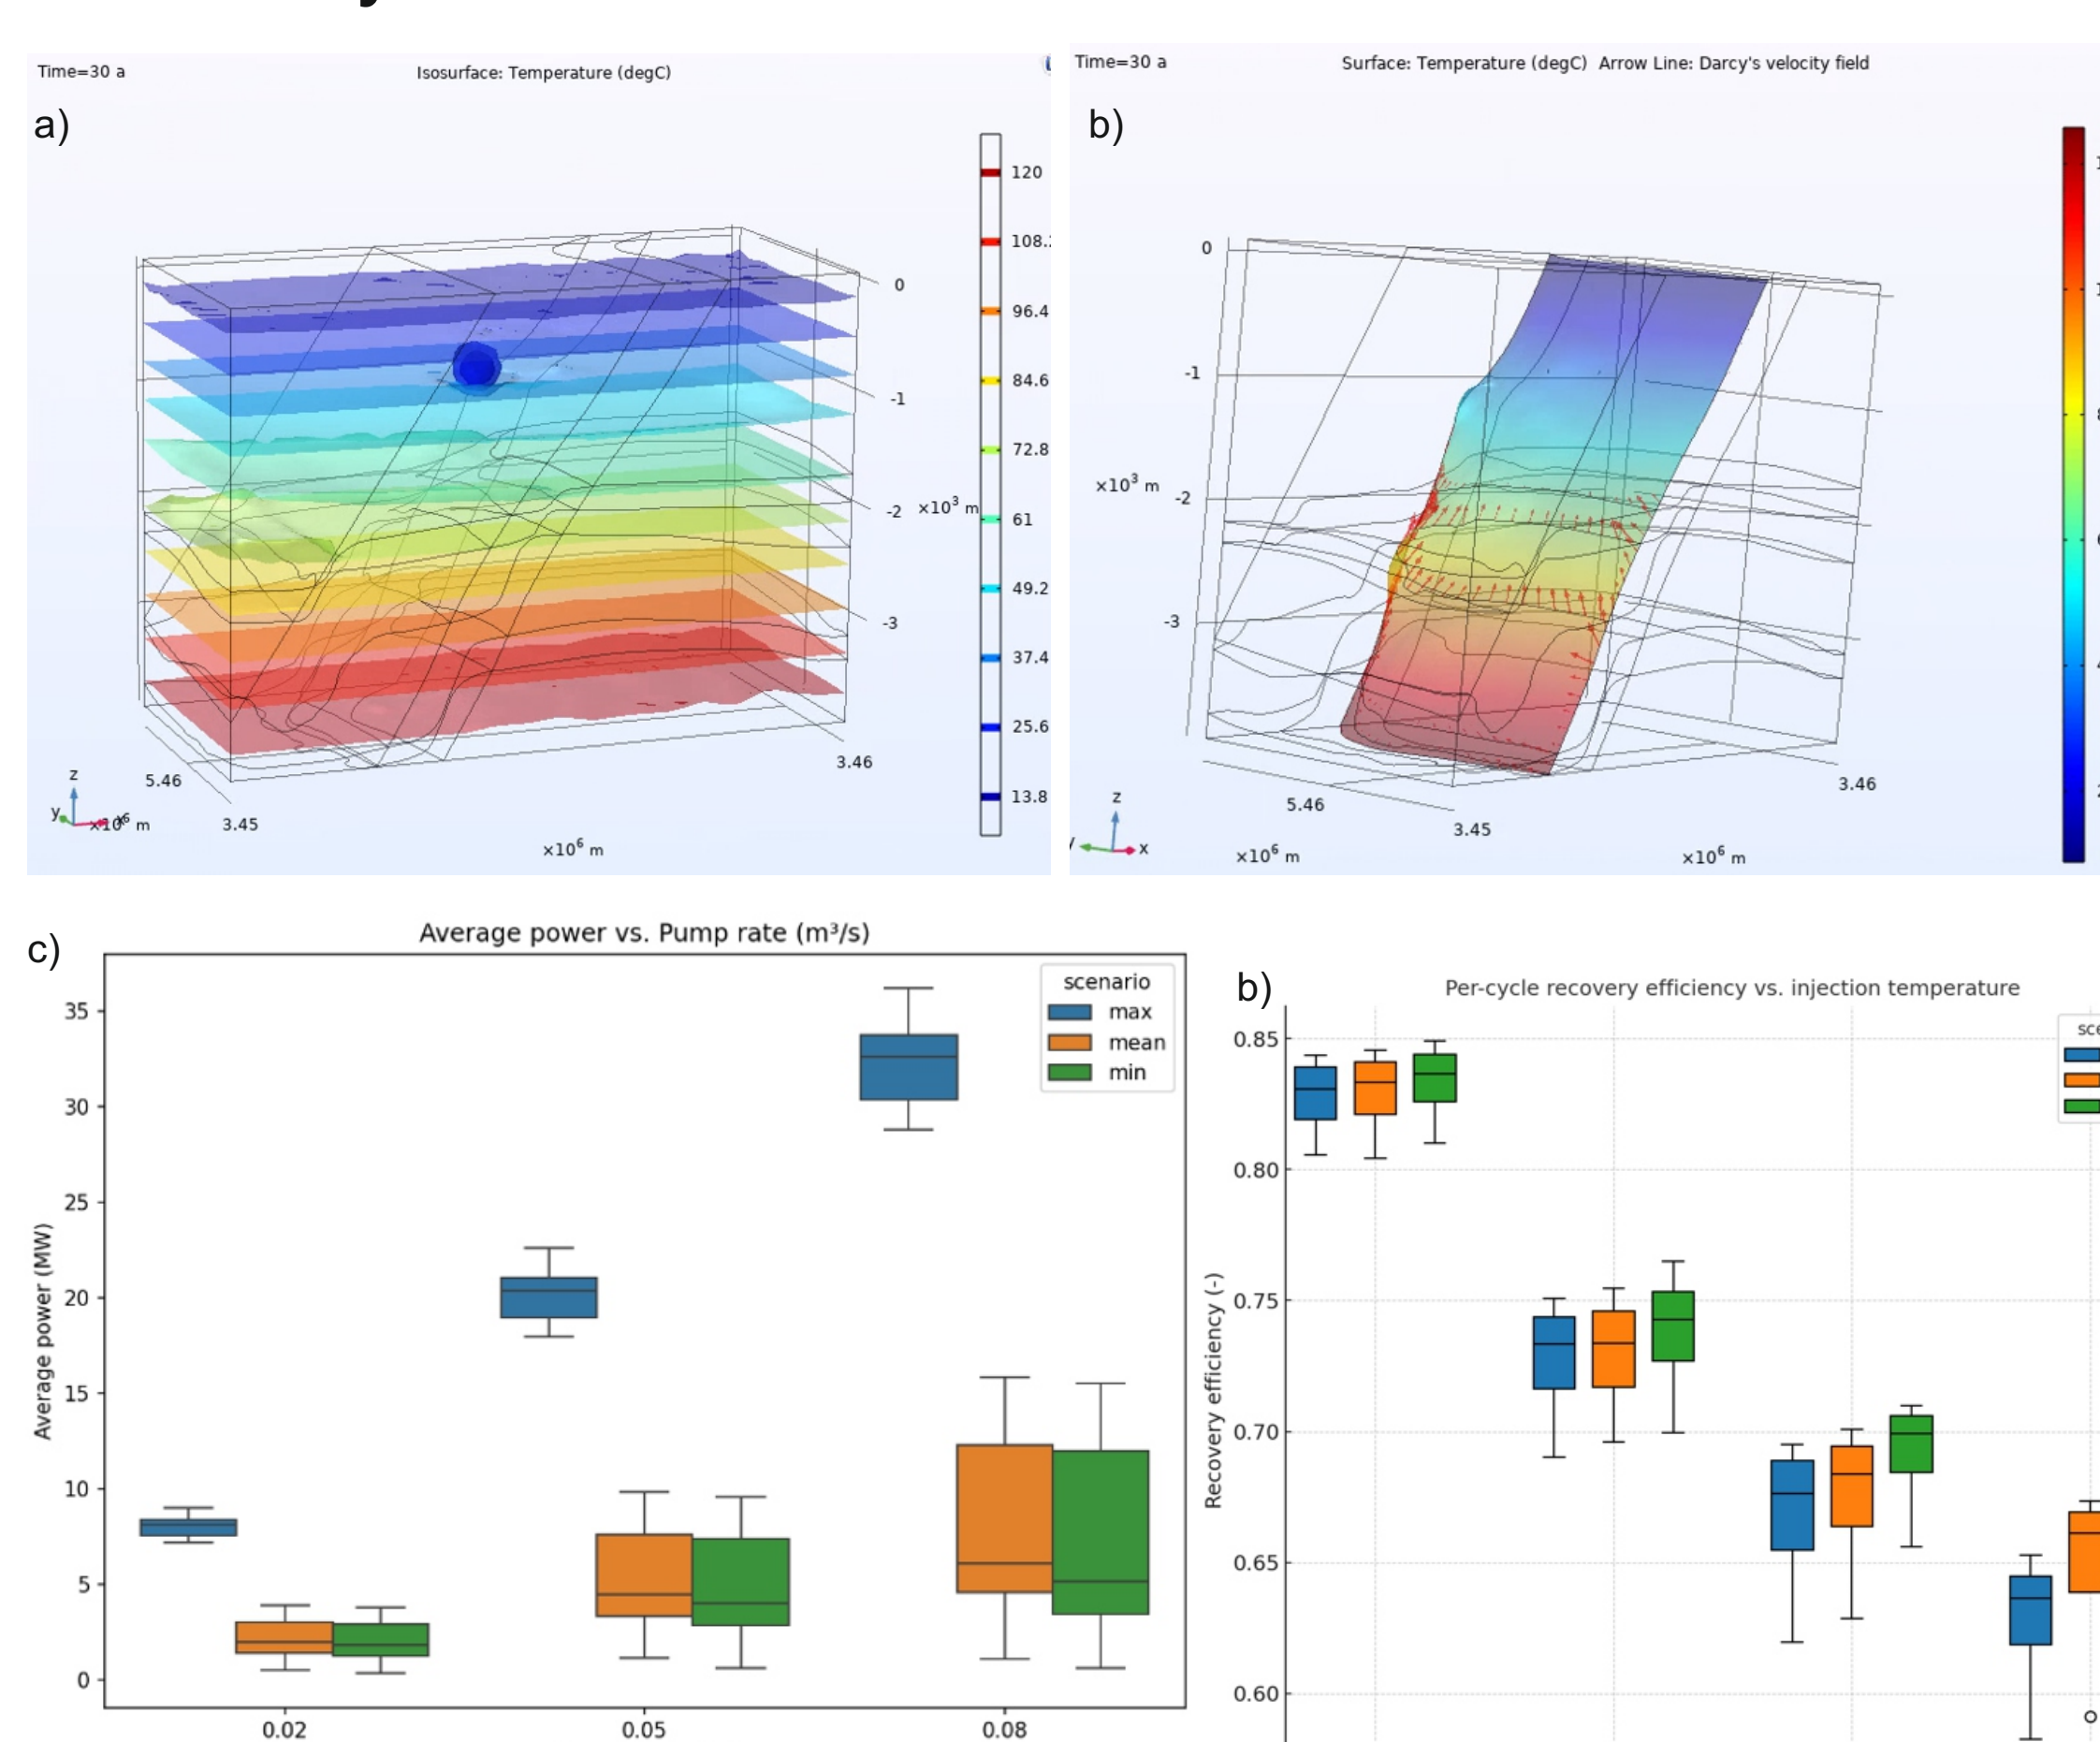 Time=30 a
Isosurface: Temperature (degC)
a)
120
108.
96.4
84.6
72.8
61
49.2
37.4
25.6
13.8
0
-1
-2
×10³ m
-3
3.46
5.46
3.45
×10⁶ m
×10⁶ m
z
y
x
Time=30 a
Surface: Temperature (degC) Arrow Line: Darcy's velocity field
b)
0
-1
×10³ m
-2
-3
3.46
5.46
3.45
×10⁶ m
×10⁶ m
z
x
c)
Average power vs. Pump rate (m³/s)
scenario
max
mean
min
Average power (MW)
35
30
25
20
15
10
5
0
0.02
0.05
0.08
b)
Per-cycle recovery efficiency vs. injection temperature
Recovery efficiency (-)
0.85
0.80
0.75
0.70
0.65
0.60